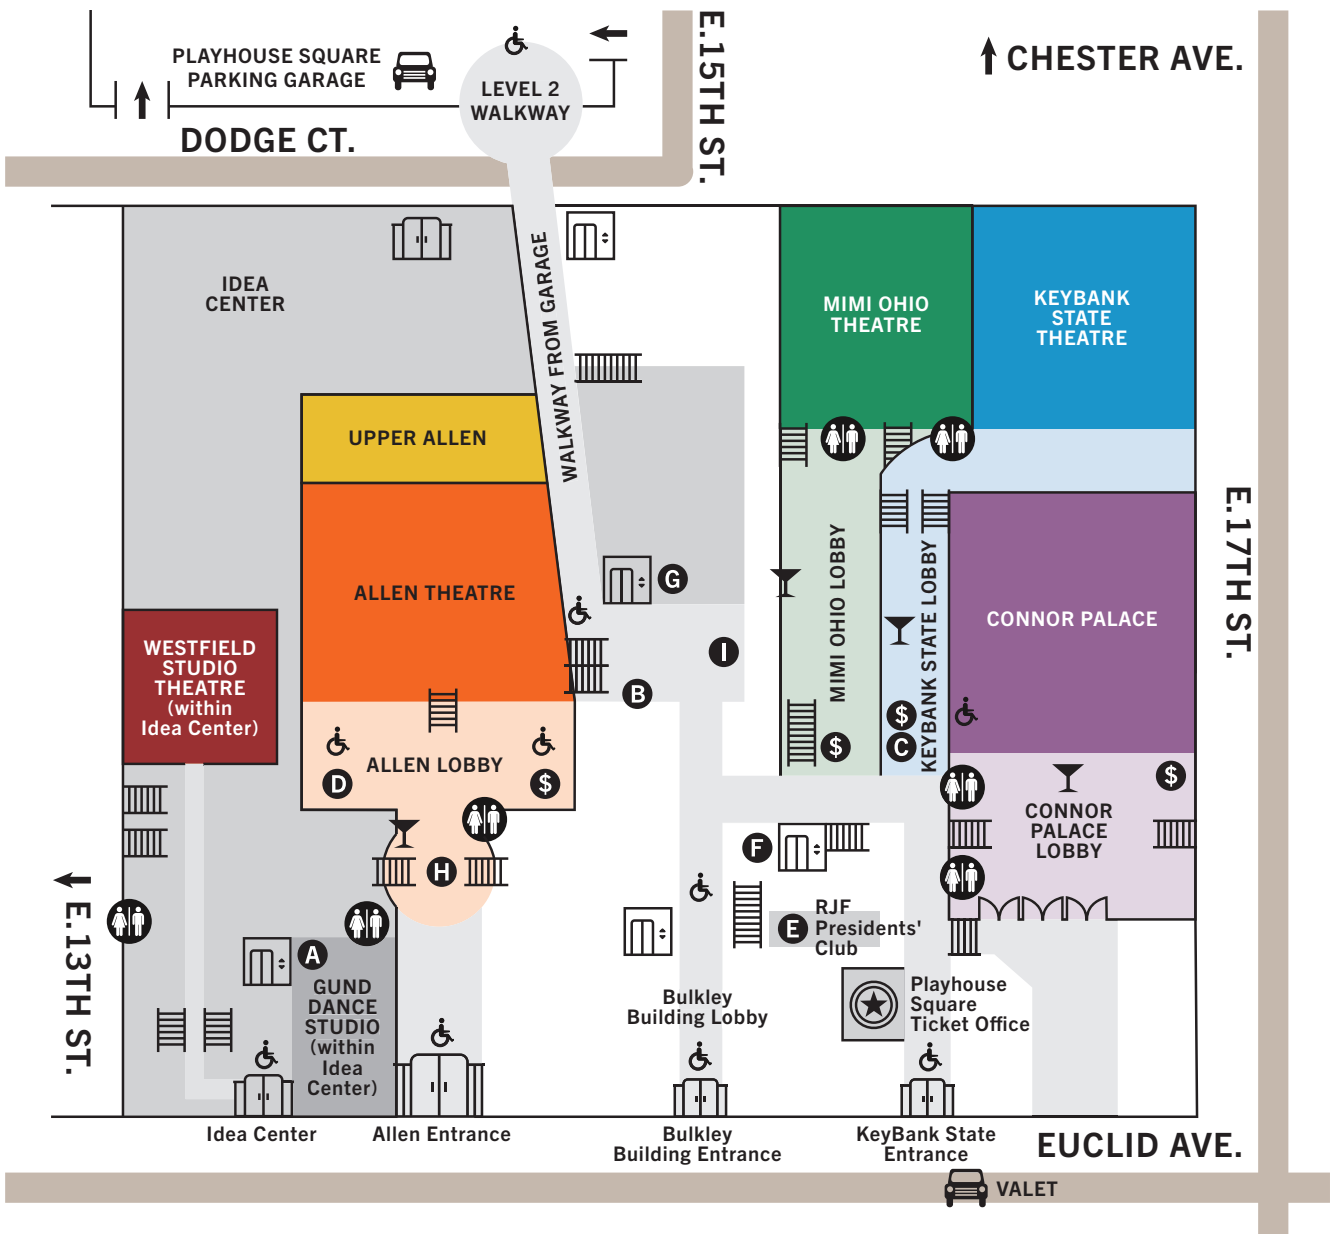 PLAYHOUSE SQUARE
PARKING GARAGE
LEVEL 2
WALKWAY
E.15TH ST.
CHESTER AVE.
DODGE CT.
IDEA
CENTER
WALKWAY FROM GARAGE
MIMI OHIO
THEATRE
KEYBANK
STATE
THEATRE
UPPER ALLEN
ALLEN THEATRE
G
MIMI OHIO LOBBY
KEYBANK STATE LOBBY
CONNOR PALACE
E.17TH ST.
WESTFIELD
STUDIO
THEATRE
(within
Idea Center)
I
B
$
C
$
$
ALLEN LOBBY
D
$
CONNOR
PALACE
LOBBY
H
F
E
RJF
Presidents'
Club
E.13TH ST.
A
GUND
DANCE
STUDIO
(within
Idea
Center)
Bulkley
Building Lobby
Playhouse
Square
Ticket Office
Idea Center
Allen Entrance
Bulkley
Building Entrance
KeyBank State
Entrance
EUCLID AVE.
VALET